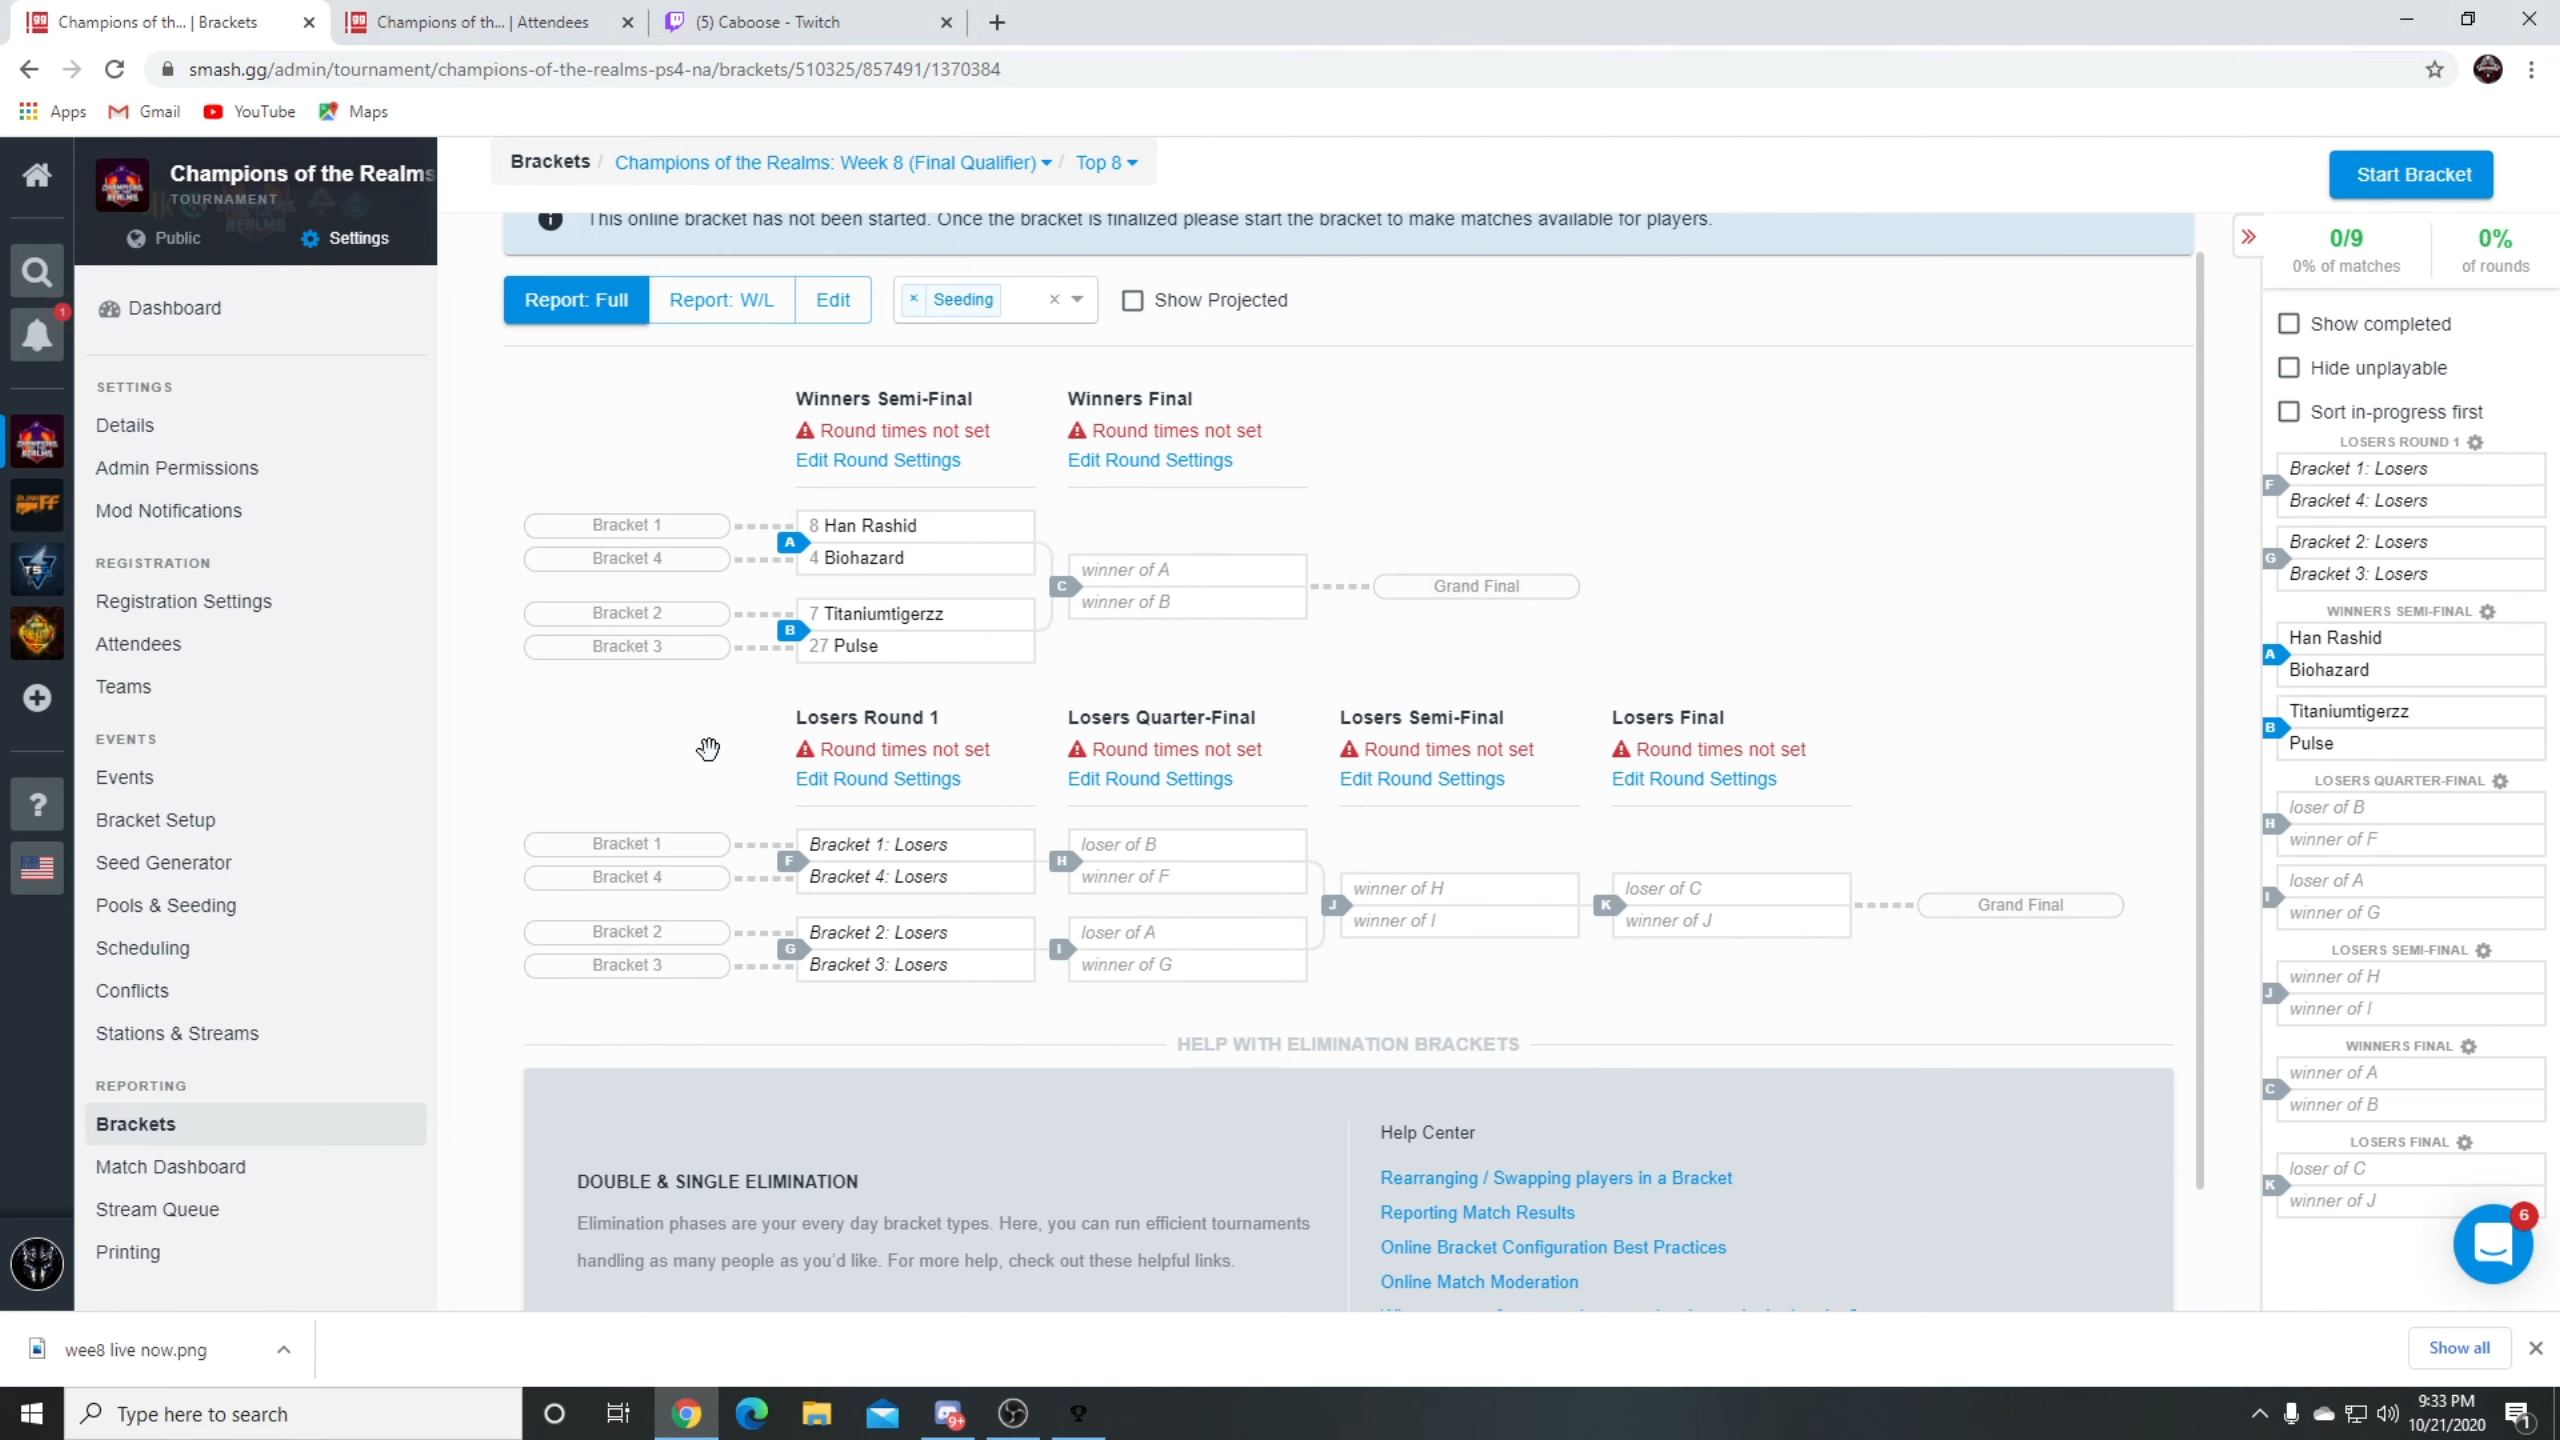 Champions of th... | Brackets
Champions of th... | Attendees
(5) Caboose - Twitch
smash.gg/admin/tournament/champions-of-the-realms-ps4-na/brackets/510325/857491/1370384
Apps
Gmail
YouTube
Maps
Champions of the Realms
TOURNAMENT
Public
Settings
Dashboard
SETTINGS
Details
Admin Permissions
Mod Notifications
REGISTRATION
Registration Settings
Attendees
Teams
EVENTS
Events
Bracket Setup
Seed Generator
Pools & Seeding
Scheduling
Conflicts
Stations & Streams
REPORTING
Brackets
Match Dashboard
Stream Queue
Printing
1
?
Brackets / Champions of the Realms: Week 8 (Final Qualifier) / Top 8
Start Bracket
This online bracket has not been started. Once the bracket is finalized please start the bracket to make matches available for players.
Report: Full
Report: W/L
Edit
× Seeding ×
Show Projected
Winners Semi-Final
Winners Final
Round times not set
Round times not set
Edit Round Settings
Edit Round Settings
Bracket 1
8 Han Rashid
A
Bracket 4
4 Biohazard
C
winner of A
winner of B
Grand Final
Bracket 2
7 Titaniumtigerzz
B
Bracket 3
27 Pulse
Losers Round 1
Losers Quarter-Final
Losers Semi-Final
Losers Final
Round times not set
Round times not set
Round times not set
Round times not set
Edit Round Settings
Edit Round Settings
Edit Round Settings
Edit Round Settings
Bracket 1
Bracket 1: Losers
F
Bracket 4
Bracket 4: Losers
H
loser of B
winner of F
J
winner of H
winner of I
K
loser of C
winner of J
Grand Final
Bracket 2
Bracket 2: Losers
G
Bracket 3
Bracket 3: Losers
I
loser of A
winner of G
HELP WITH ELIMINATION BRACKETS
DOUBLE & SINGLE ELIMINATION
Elimination phases are your every day bracket types. Here, you can run efficient tournaments
handling as many people as you'd like. For more help, check out these helpful links.
Help Center
Rearranging / Swapping players in a Bracket
Reporting Match Results
Online Bracket Configuration Best Practices
Online Match Moderation
0/9
0% of matches
0%
of rounds
Show completed
Hide unplayable
Sort in-progress first
LOSERS ROUND 1
F
Bracket 1: Losers
Bracket 4: Losers
G
Bracket 2: Losers
Bracket 3: Losers
WINNERS SEMI-FINAL
A
Han Rashid
Biohazard
B
Titaniumtigerzz
Pulse
LOSERS QUARTER-FINAL
H
loser of B
winner of F
I
loser of A
winner of G
LOSERS SEMI-FINAL
J
winner of H
winner of I
WINNERS FINAL
C
winner of A
winner of B
LOSERS FINAL
K
loser of C
winner of J
6
wee8 live now.png
Show all
Type here to search
9+
9:33 PM
10/21/2020
1